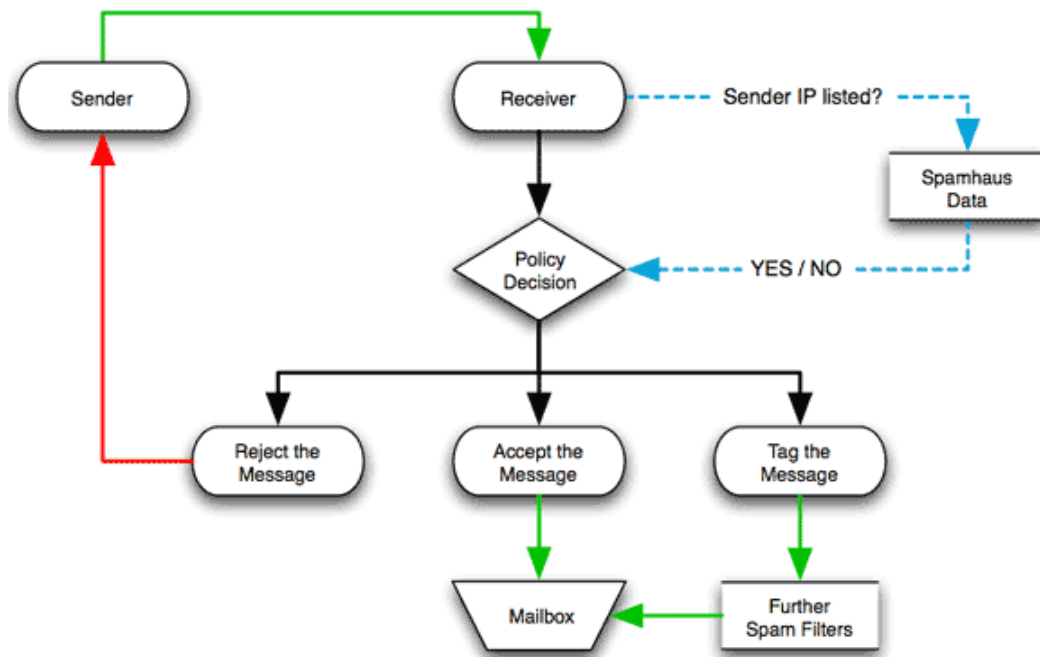 Sender
Receiver
Sender IP listed?
Spamhaus
Data
Policy
Decision
YES / NO
Reject the
Message
Accept the
Message
Tag the
Message
Mailbox
Further
Spam Filters